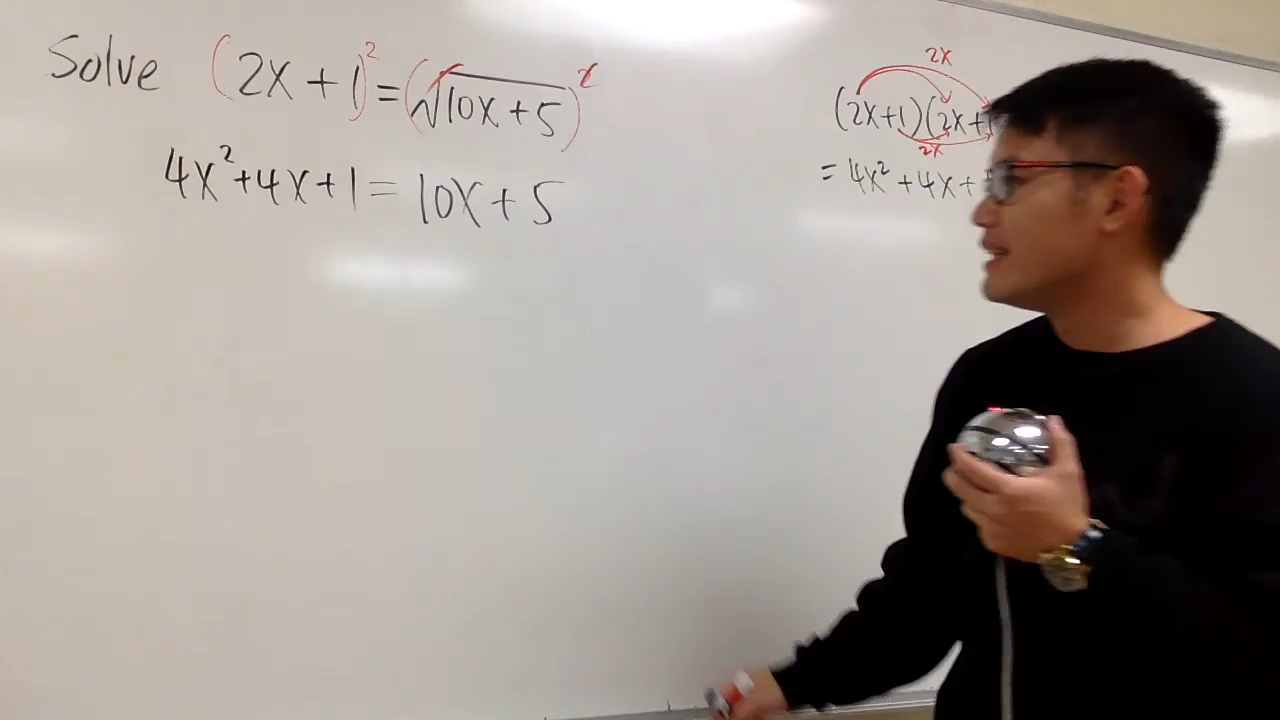 Solve (2x + 1)² = (√10x + 5)²
4x² + 4x + 1 = 10x + 5
2x
(2x+1)(2x+1
2x
= 4x² + 4x +